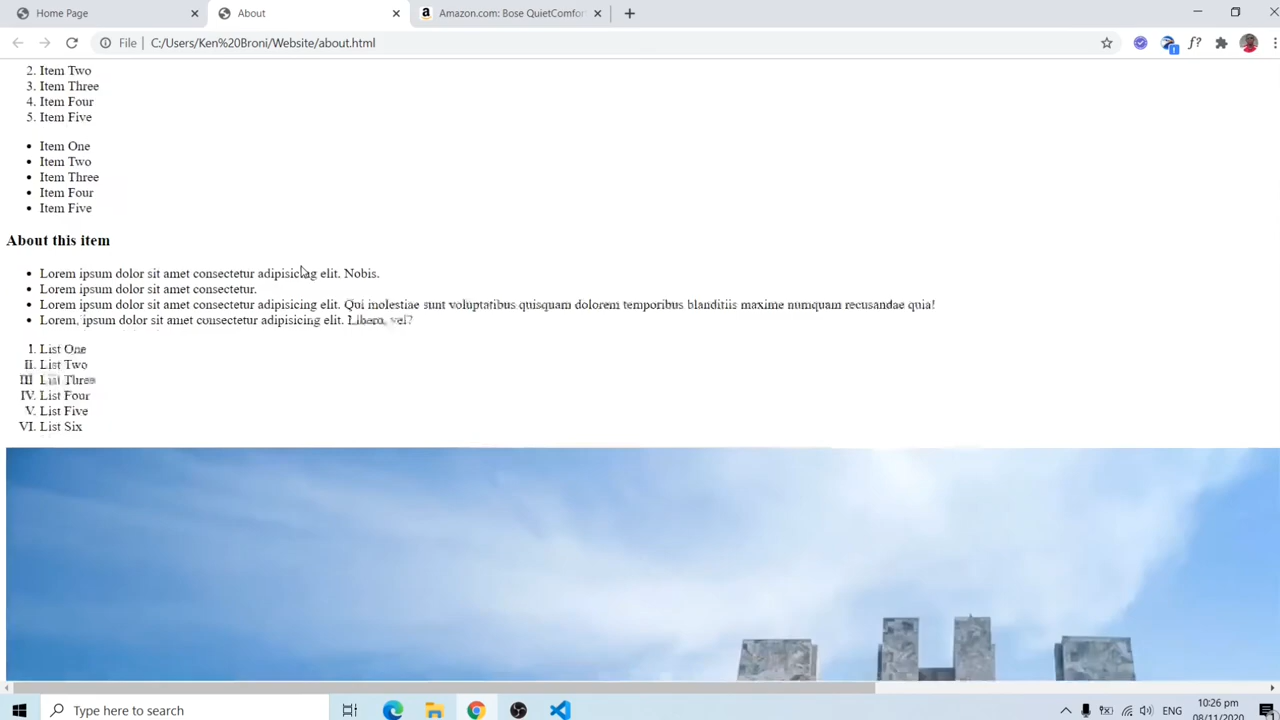 Home Page
About
Amazon.com: Bose QuietComfor
File
C:/Users/Ken%20Broni/Website/about.html
f?
1
2. Item Two
3. Item Three
4. Item Four
5. Item Five
• Item One
• Item Two
• Item Three
• Item Four
• Item Five
About this item
• Lorem ipsum dolor sit amet consectetur adipisicing elit. Nobis.
• Lorem ipsum dolor sit amet consectetur.
• Lorem ipsum dolor sit amet consectetur adipisicing elit. Qui molestiae sunt voluptatibus quisquam dolorem temporibus blanditiis maxime numquam recusandae quia!
• Lorem, ipsum dolor sit amet consectetur adipisicing elit. Libero, vel?
I. List One
II. List Two
III. List Three
IV. List Four
V. List Five
VI. List Six
Type here to search
ENG
10:26 pm
08/11/2020